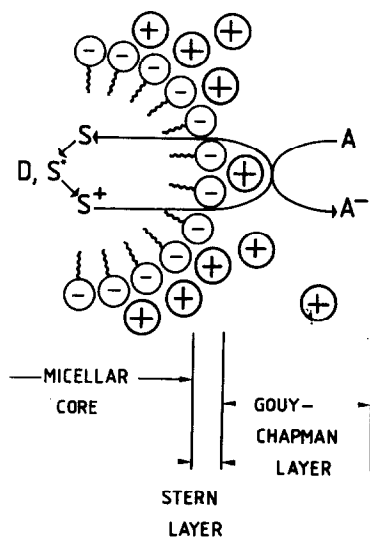 S
A
D, S*
S+
A−
MICELLAR
CORE
GOUY–
CHAPMAN
LAYER
STERN
LAYER